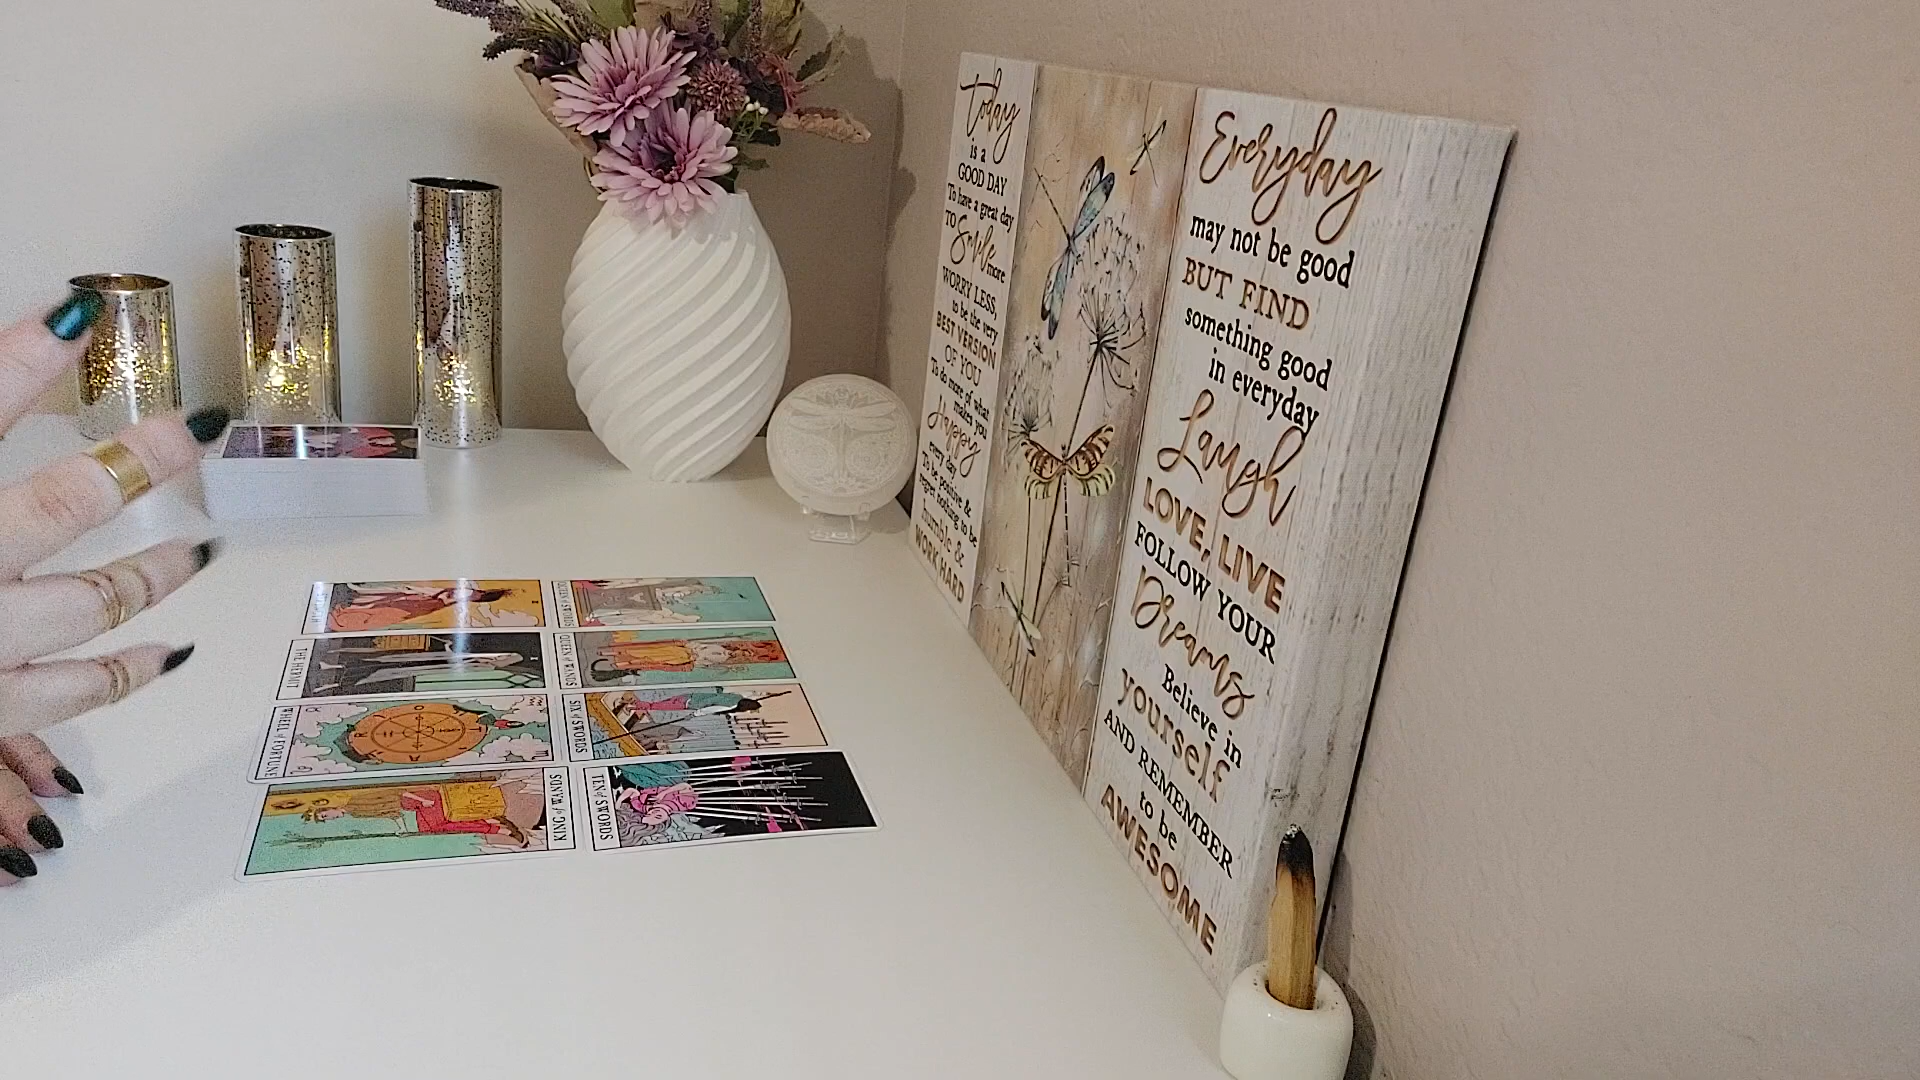 Today
is a
GOOD DAY
To have a great day
TO Smile more
WORRY LESS,
to be the very
BEST VERSION
OF YOU
To do more of what
makes you
Happy
every day
To be positive &
regret nothing to be
humble &
WORK HARD
Everyday
may not be good
BUT FIND
something good
in everyday
Laugh
LOVE, LIVE
FOLLOW YOUR
Dreams
Believe in
yourself
AND REMEMBER
to be
AWESOME
QUEEN of SWORDS
THE HERMIT
QUEEN of WANDS
WHEEL of FORTUNE
SIX of SWORDS
KING of WANDS
TEN of SWORDS